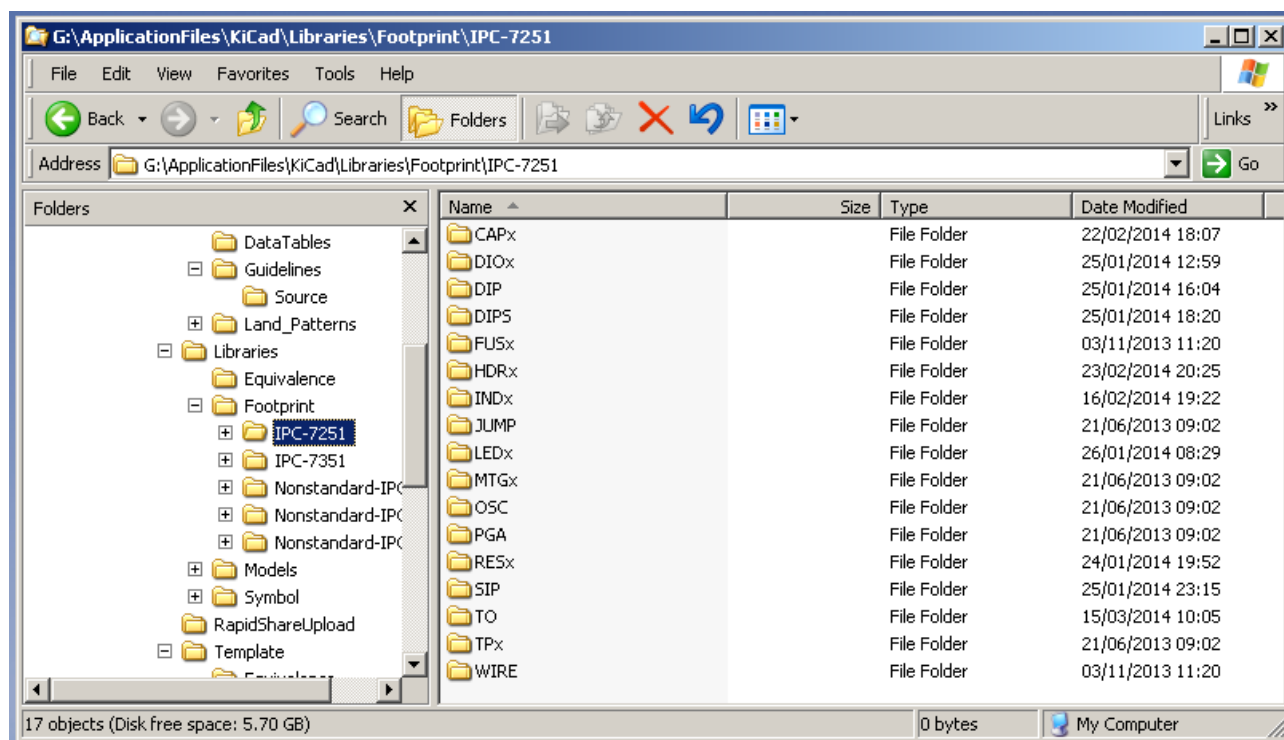 G:\ApplicationFiles\KiCad\Libraries\Footprint\IPC-7251
File Edit View Favorites Tools Help
Back Search Folders Links »
Address G:\ApplicationFiles\KiCad\Libraries\Footprint\IPC-7251 Go
Folders x Name Size Type Date Modified
DataTables
Guidelines
Source
Land_Patterns
Libraries
Equivalence
Footprint
IPC-7251
IPC-7351
Nonstandard-IPC
Nonstandard-IPC
Nonstandard-IPC
Models
Symbol
RapidShareUpload
Template
Equivalence
CAPx File Folder 22/02/2014 18:07
DIOx File Folder 25/01/2014 12:59
DIP File Folder 25/01/2014 16:04
DIPS File Folder 25/01/2014 18:20
FUSx File Folder 03/11/2013 11:20
HDRx File Folder 23/02/2014 20:25
INDx File Folder 16/02/2014 19:22
JUMP File Folder 21/06/2013 09:02
LEDx File Folder 26/01/2014 08:29
MTGx File Folder 21/06/2013 09:02
OSC File Folder 21/06/2013 09:02
PGA File Folder 21/06/2013 09:02
RESx File Folder 24/01/2014 19:52
SIP File Folder 25/01/2014 23:15
TO File Folder 15/03/2014 10:05
TPx File Folder 21/06/2013 09:02
WIRE File Folder 03/11/2013 11:20
17 objects (Disk free space: 5.70 GB) 0 bytes My Computer